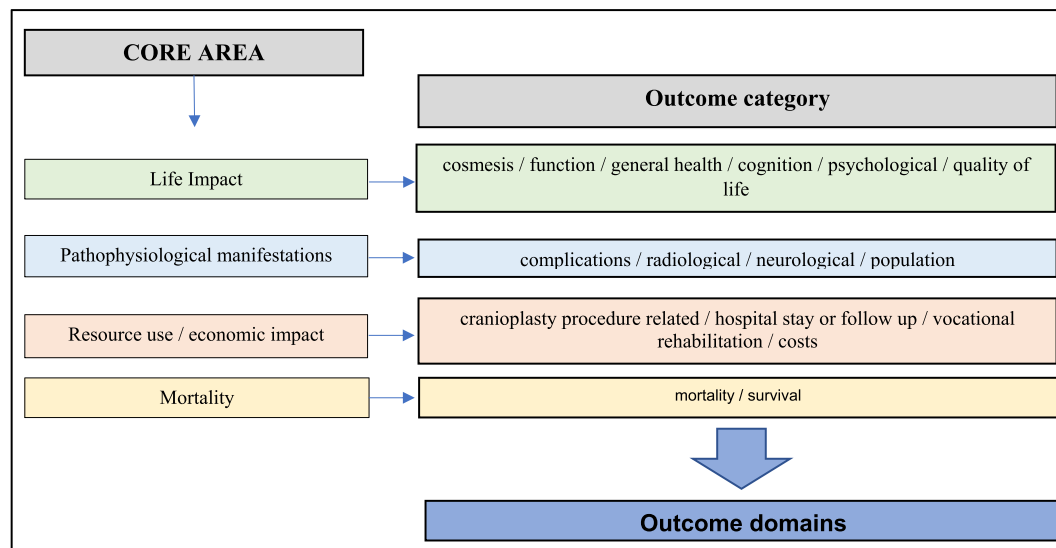 CORE AREA
Outcome category
Life Impact
cosmesis / function / general health / cognition / psychological / quality of
life
Pathophysiological manifestations
complications / radiological / neurological / population
Resource use / economic impact
cranioplasty procedure related / hospital stay or follow up / vocational
rehabilitation / costs
Mortality
mortality / survival
Outcome domains